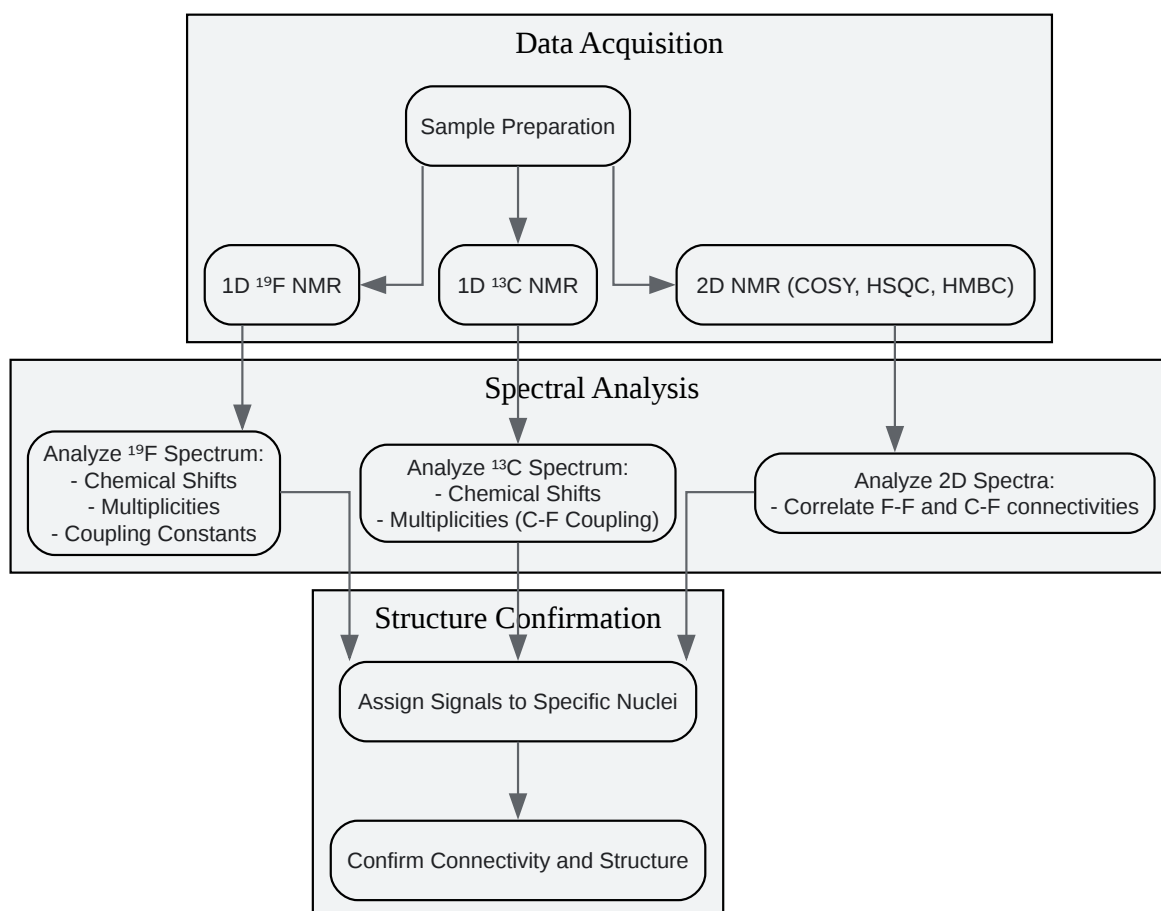 Data Acquisition
Sample Preparation
1D ¹⁹F NMR
1D ¹³C NMR
2D NMR (COSY, HSQC, HMBC)
Spectral Analysis
Analyze ¹⁹F Spectrum:
- Chemical Shifts
- Multiplicities
- Coupling Constants
Analyze ¹³C Spectrum:
- Chemical Shifts
- Multiplicities (C-F Coupling)
Analyze 2D Spectra:
- Correlate F-F and C-F connectivities
Structure Confirmation
Assign Signals to Specific Nuclei
Confirm Connectivity and Structure